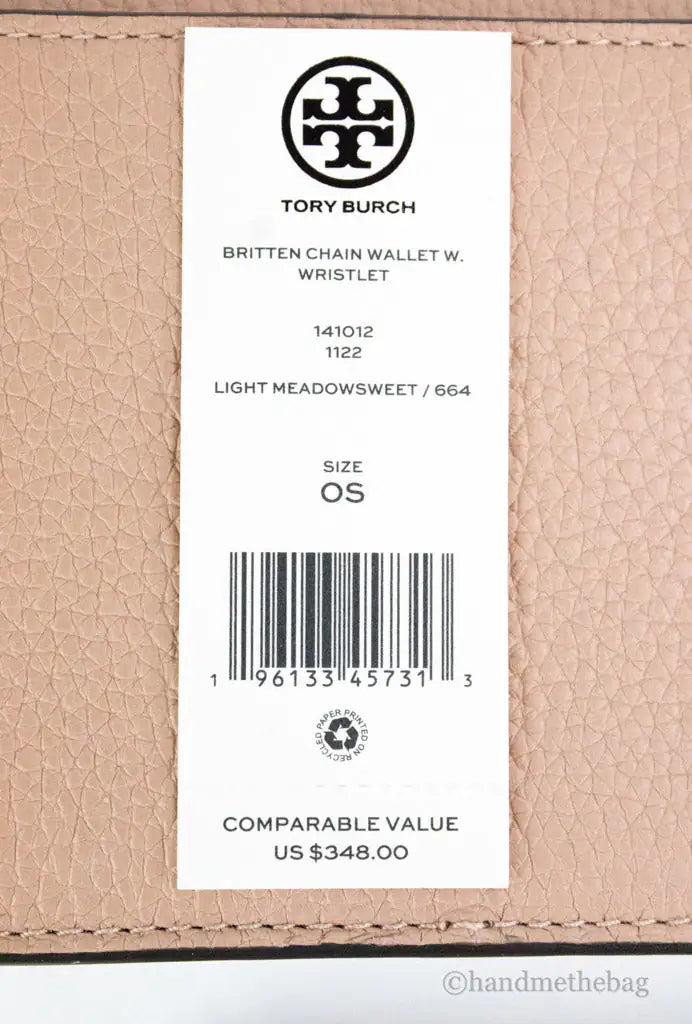 TORY BURCH
BRITTEN CHAIN WALLET W.
WRISTLET
141012
1122
LIGHT MEADOWSWEET / 664
SIZE
OS
1 96133 45731 3
RECYCLED PAPER PRINTED ON
COMPARABLE VALUE
US $348.00
©handmethebag